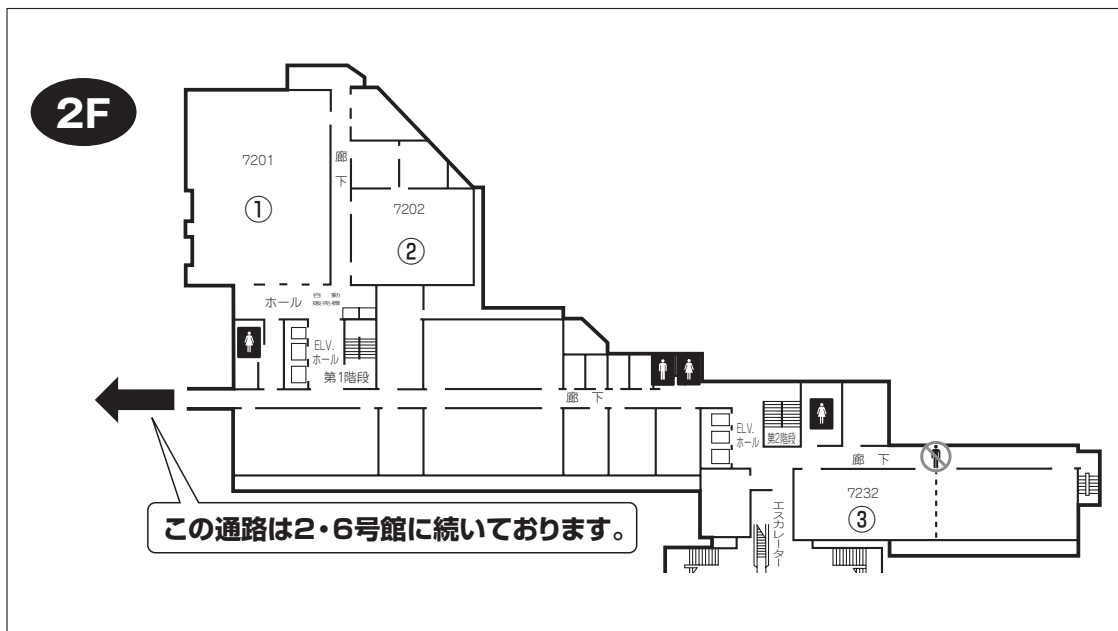 2F
7201
①
廊下
7202
②
ホール
自動
販売機
ELV.
ホール
第1階段
廊下
ELV.
ホール
第2階段
廊下
7232
③
エスカレーター
この通路は2・6号館に続いております。